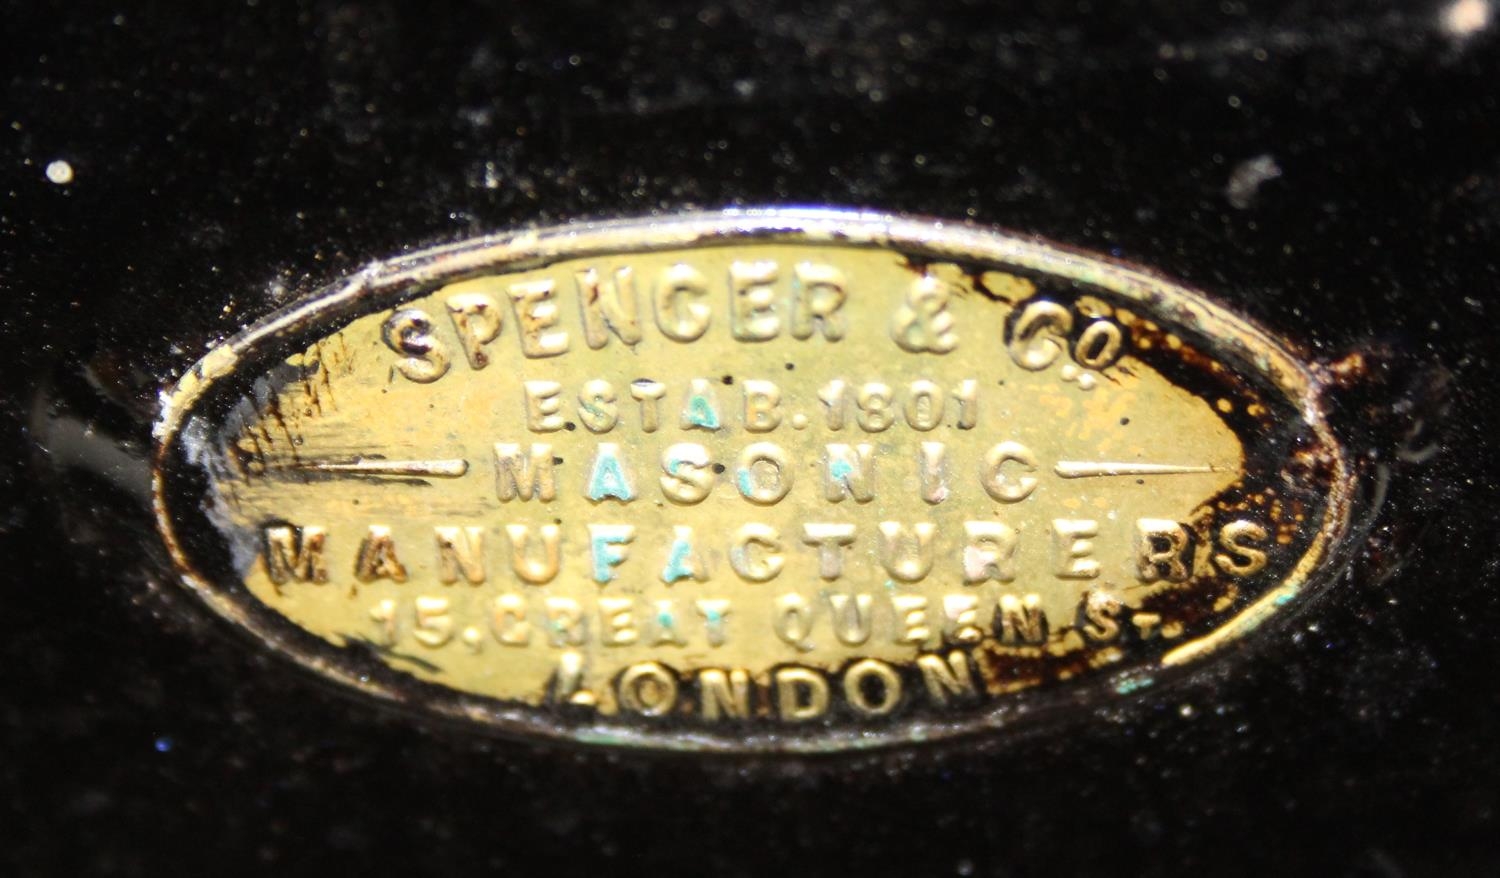 SPENCER & Co.
ESTAB. 1801
MASONIC
MANUFACTURERS
15, GREAT QUEEN ST.
LONDON